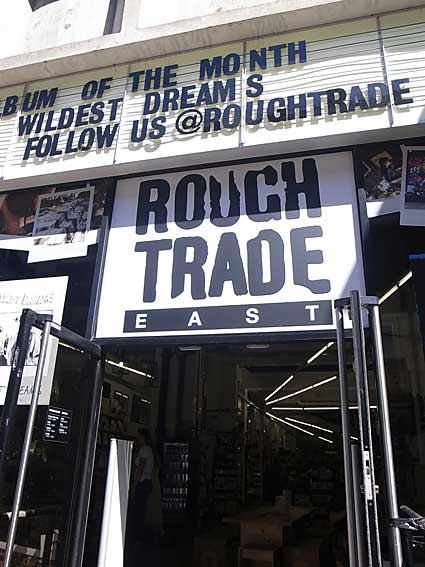 BUM OF THE MONTH
WILDEST DREAMS
FOLLOW US @ROUGHTRADE
ROUGH
TRADE
EAST